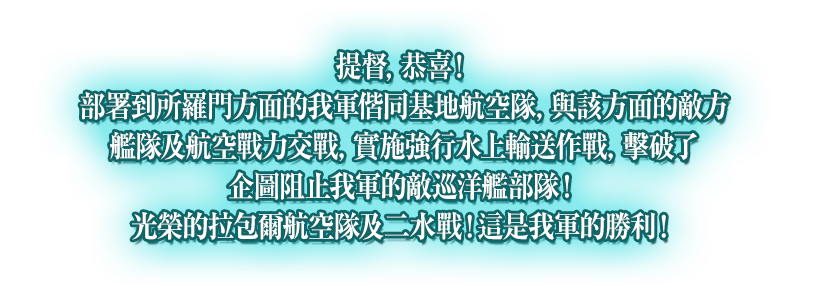 提督, 恭喜!
部署到所羅門方面的我軍偕同基地航空隊, 與該方面的敵方
艦隊及航空戰力交戰, 實施強行水上輸送作戰, 擊破了
企圖阻止我軍的敵巡洋艦部隊!
光榮的拉包爾航空隊及二水戰!這是我軍的勝利!